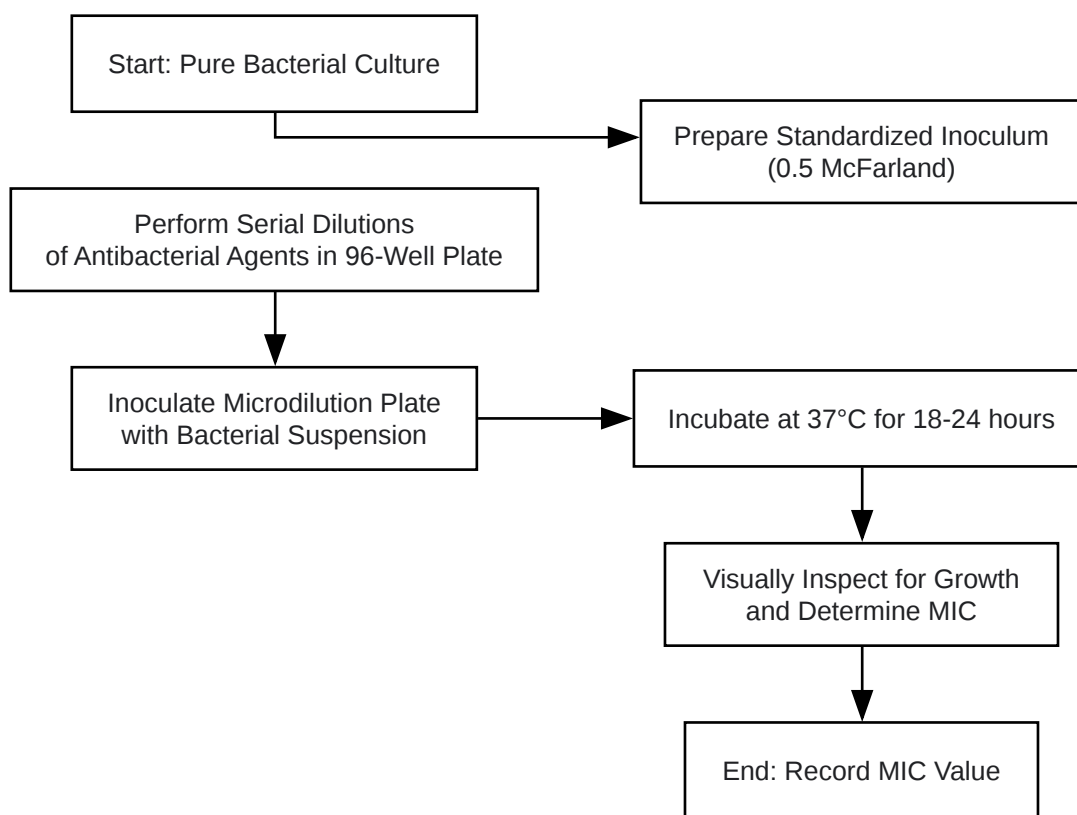 Start: Pure Bacterial Culture
Prepare Standardized Inoculum
(0.5 McFarland)
Perform Serial Dilutions
of Antibacterial Agents in 96-Well Plate
Inoculate Microdilution Plate
with Bacterial Suspension
Incubate at 37°C for 18-24 hours
Visually Inspect for Growth
and Determine MIC
End: Record MIC Value